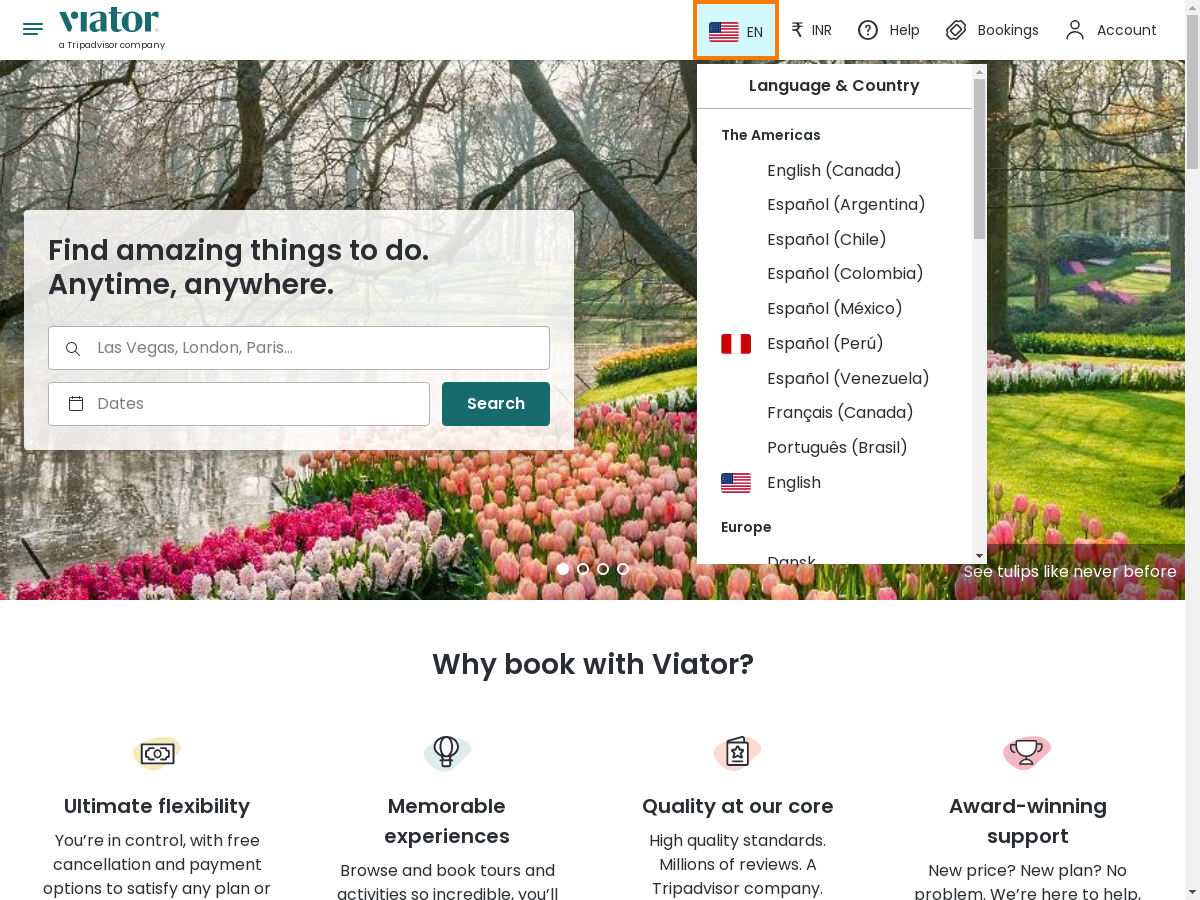 viator
a Tripadvisor company
EN
₹ INR
Help
Bookings
Account
Language & Country
The Americas
English (Canada)
Español (Argentina)
Español (Chile)
Español (Colombia)
Español (México)
Español (Perú)
Español (Venezuela)
Français (Canada)
Português (Brasil)
English
Europe
Dansk
Find amazing things to do.
Anytime, anywhere.
Las Vegas, London, Paris...
Dates
Search
See tulips like never before
Why book with Viator?
Ultimate flexibility
You’re in control, with free
cancellation and payment
options to satisfy any plan or
Memorable
experiences
Browse and book tours and
activities so incredible, you’ll
Quality at our core
High quality standards.
Millions of reviews. A
Tripadvisor company.
Award-winning
support
New price? New plan? No
problem. We’re here to help,